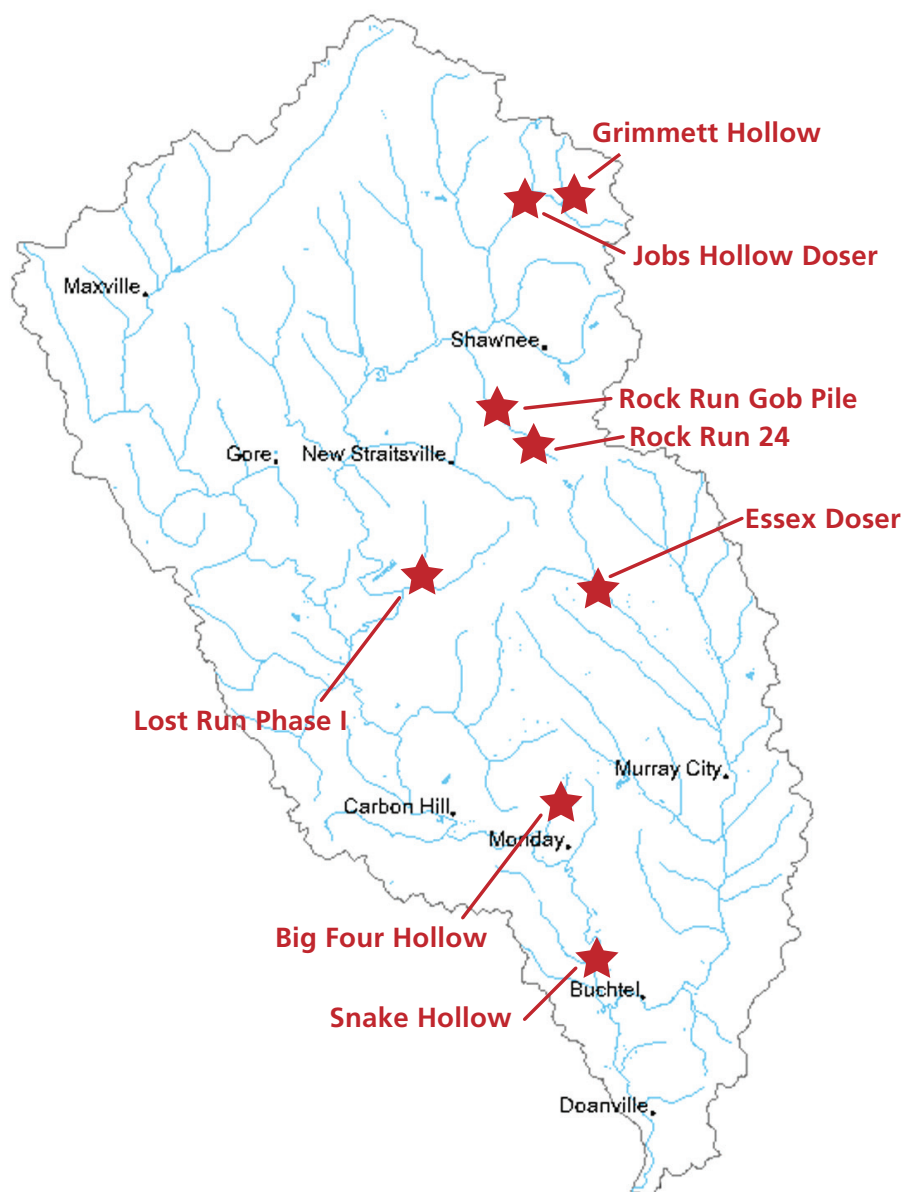 Grimmett Hollow
Jobs Hollow Doser
Maxville
Shawnee
Rock Run Gob Pile
Rock Run 24
Gore
New Straitsville
Essex Doser
Lost Run Phase I
Murray City
Carbon Hill
Monday
Big Four Hollow
Buchtel
Snake Hollow
Doanville